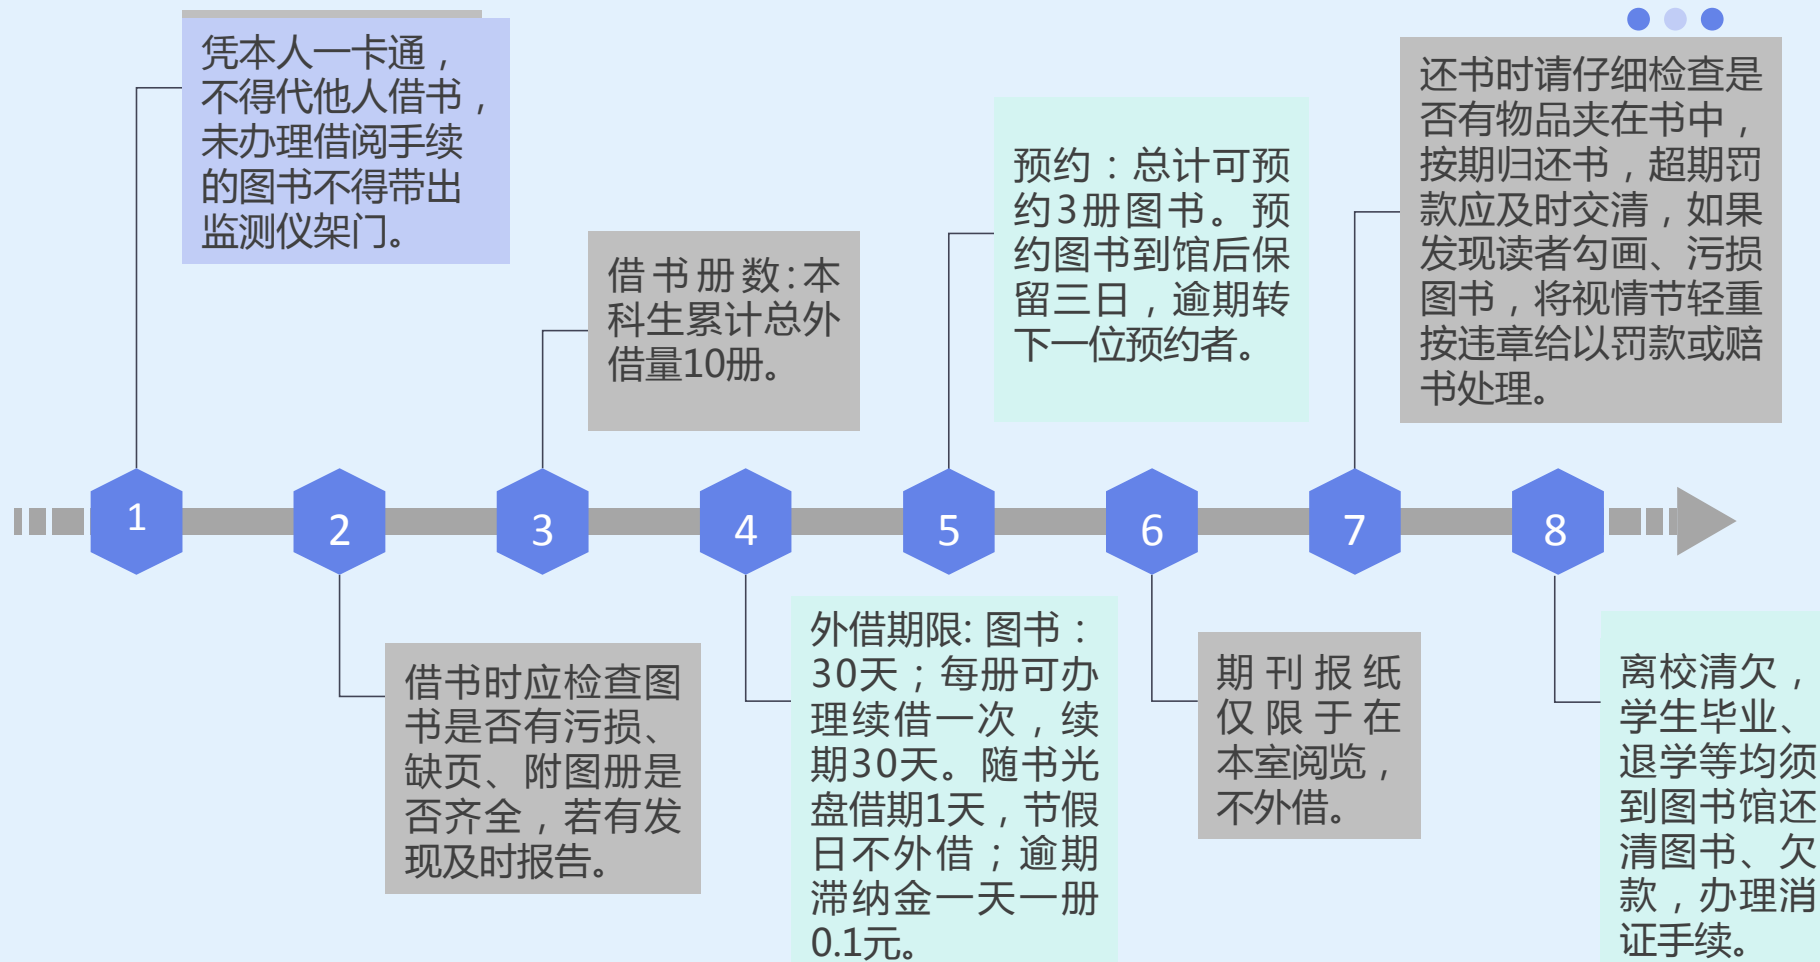 凭本人一卡通，
不得代他人借书，
未办理借阅手续
的图书不得带出
监测仪架门。
借书册数:本
科生累计总外
借量10册。
预约：总计可预
约3册图书。预
约图书到馆后保
留三日，逾期转
下一位预约者。
还书时请仔细检查是
否有物品夹在书中，
按期归还书，超期罚
款应及时交清，如果
发现读者勾画、污损
图书，将视情节轻重
按违章给以罚款或赔
书处理。
1
2
3
4
5
6
7
8
借书时应检查图
书是否有污损、
缺页、附图册是
否齐全，若有发
现及时报告。
外借期限: 图书：
30天；每册可办
理续借一次，续
期30天。随书光
盘借期1天，节假
日不外借；逾期
滞纳金一天一册
0.1元。
期刊报纸
仅限于在
本室阅览，
不外借。
离校清欠，
学生毕业、
退学等均须
到图书馆还
清图书、欠
款，办理消
证手续。